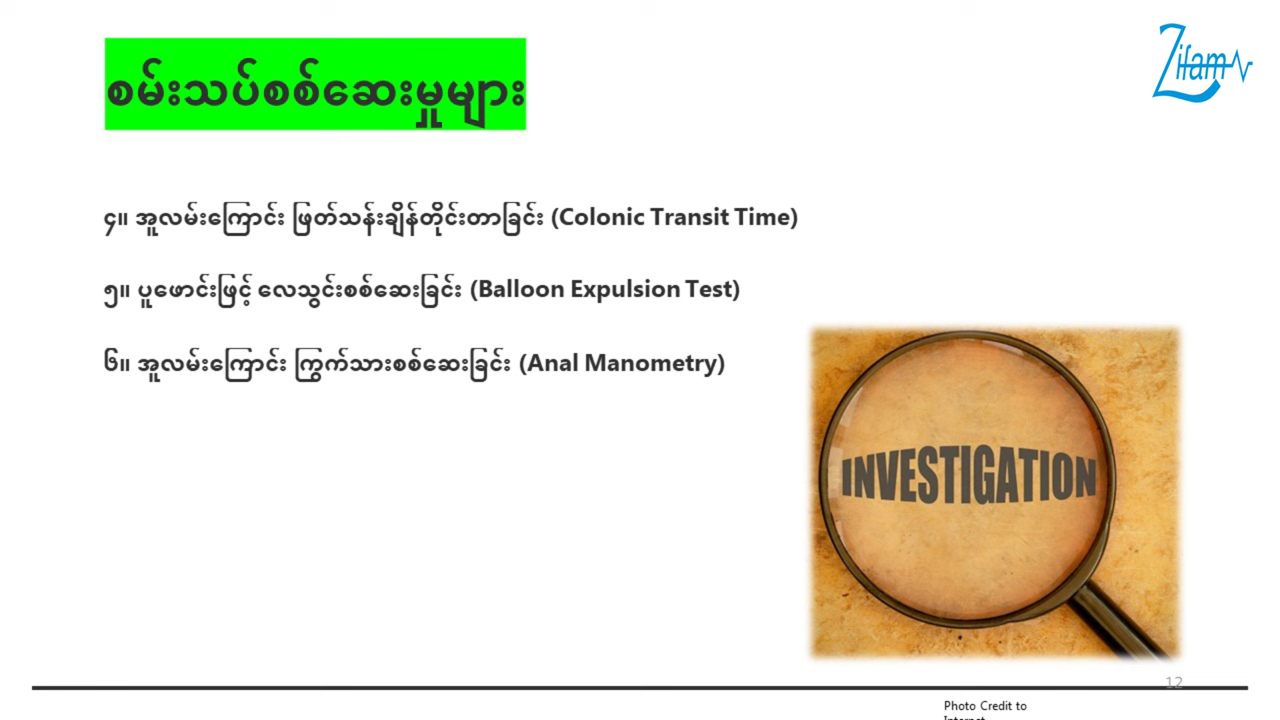 စမ်းသပ်စစ်ဆေးမှုများ
Zifam
၄။ အူလမ်းကြောင်း ဖြတ်သန်းချိန်တိုင်းတာခြင်း (Colonic Transit Time)
၅။ ပူဖောင်းဖြင့် လေသွင်းစစ်ဆေးခြင်း (Balloon Expulsion Test)
၆။ အူလမ်းကြောင်း ကြွက်သားစစ်ဆေးခြင်း (Anal Manometry)
INVESTIGATION
12
Photo Credit to
Internet